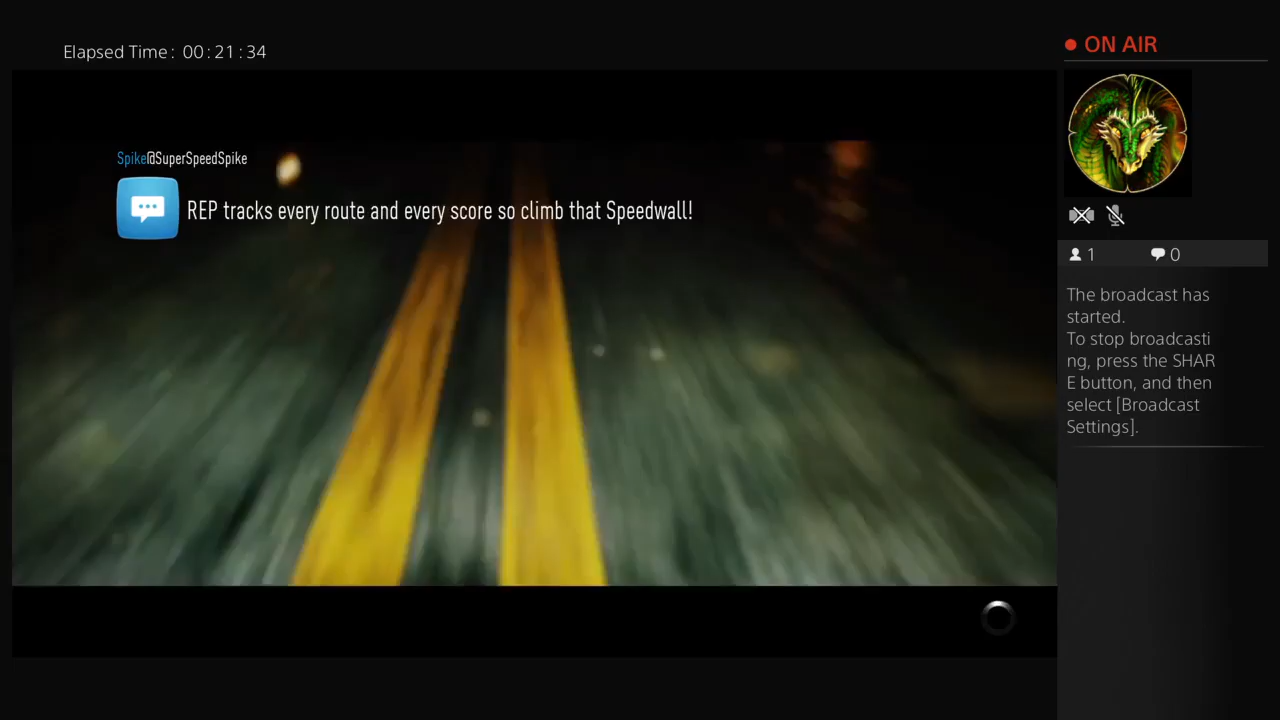 Elapsed Time: 00:21:34
ON AIR
Spike@SuperSpeedSpike
REP tracks every route and every score so climb that Speedwall!
1
0
The broadcast has
started.
To stop broadcasti
ng, press the SHAR
E button, and then
select [Broadcast
Settings].